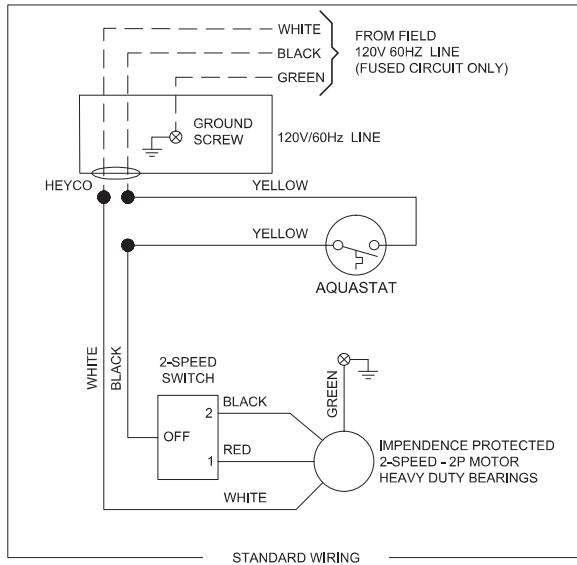 WHITE
BLACK
GREEN
FROM FIELD
120V 60HZ LINE
(FUSED CIRCUIT ONLY)
GROUND
SCREW
120V/60Hz LINE
HEYCO
YELLOW
YELLOW
AQUASTAT
WHITE
BLACK
2-SPEED
SWITCH
GREEN
2
BLACK
OFF
RED
1
WHITE
IMPENDENCE PROTECTED
2-SPEED - 2P MOTOR
HEAVY DUTY BEARINGS
STANDARD WIRING